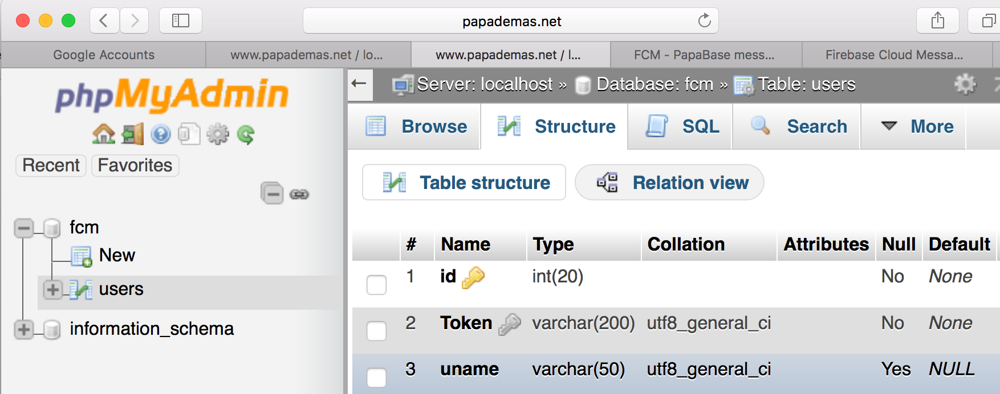 papademas.net
Google Accounts
www.papademas.net / lo...
www.papademas.net / l...
FCM - PapaBase mess...
Firebase Cloud Messa...
phpMyAdmin
Recent
Favorites
fcm
New
users
information_schema
Server: localhost » Database: fcm » Table: users
Browse
Structure
SQL
Search
More
Table structure
Relation view
# Name Type Collation Attributes Null Default
1 id int(20) No None
2 Token varchar(200) utf8_general_ci No None
3 uname varchar(50) utf8_general_ci Yes NULL